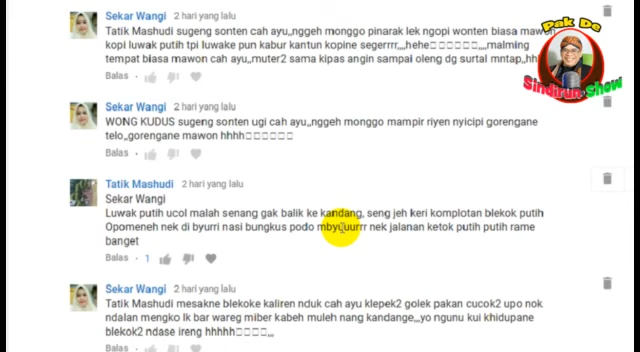 Sekar Wangi 2 hari yang lalu
Tatik Mashudi sugeng sonten cah ayu,,nggeh monggo pinarak lek ngopi wonten biasa mawon
kopi luwak putih tpi luwake pun kabur kantun kopine segerrrr,,,,hehe□□□□□□,,,malming
tempat biasa mawon cah ayu,,muter2 sama kipas angin sampai oleng dg surtal mntap,,hh
Balas
Sekar Wangi 2 hari yang lalu
WONG KUDUS sugeng sonten ugi cah ayu,,nggeh monggo mampir riyen nyicipi gorengane
telo,,gorengane mawon hhhh□□□□□□
Balas
Tatik Mashudi 2 hari yang lalu
Sekar Wangi
Luwak putih ucol malah senang gak balik ke kandang, seng jeh keri komplotan blekok putih
Opomeneh nek di byurri nasi bungkus podo mbyuuurrr nek jalanan ketok putih putih rame
banget
Balas 1
Sekar Wangi 2 hari yang lalu
Tatik Mashudi mesakne blekoke kaliren nduk cah ayu klepek2 golek pakan cucok2 upo nok
ndalan mengko lk bar wareg miber kabeh muleh nang kandange,,,yo ngunu kui khidupane
blekok2 ndase ireng hhhhh□□□□,,,
Balas
Pak De
Sindirun Show